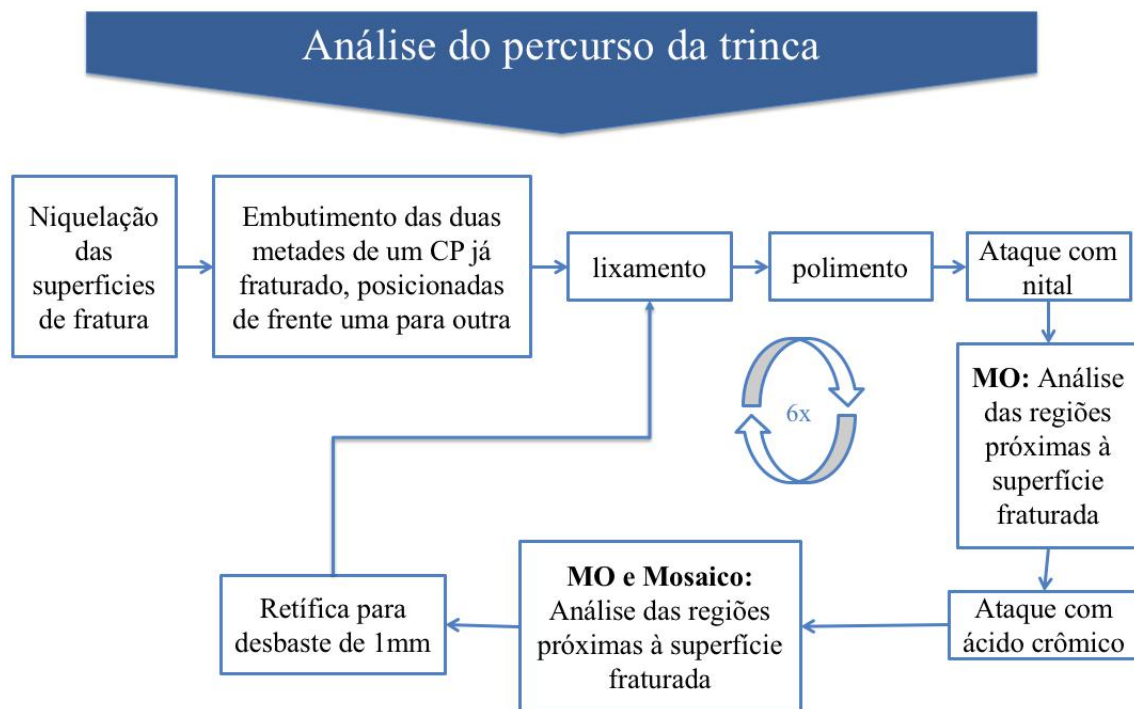 Análise do percurso da trinca
Niquelação
das
superficies
de fratura
Embutimento das duas
metades de um CP já
fraturado, posicionadas
de frente uma para outra
lixamento
polimento
Ataque com
nital
MO: Análise
das regiões
próximas à
superfície
fraturada
6x
Ataque com
ácido crômico
MO e Mosaico:
Análise das regiões
próximas à superfície
fraturada
Retífica para
desbaste de 1mm